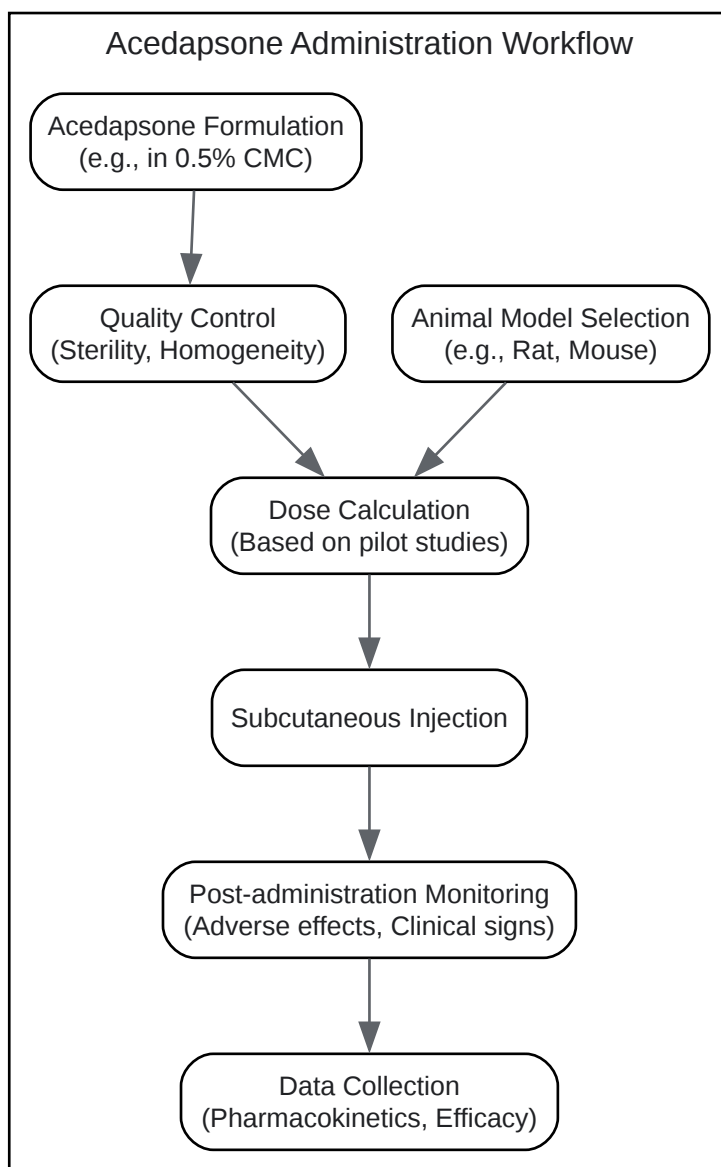 Acedapsone Administration Workflow
Acedapsone Formulation
(e.g., in 0.5% CMC)
Quality Control
(Sterility, Homogeneity)
Animal Model Selection
(e.g., Rat, Mouse)
Dose Calculation
(Based on pilot studies)
Subcutaneous Injection
Post-administration Monitoring
(Adverse effects, Clinical signs)
Data Collection
(Pharmacokinetics, Efficacy)